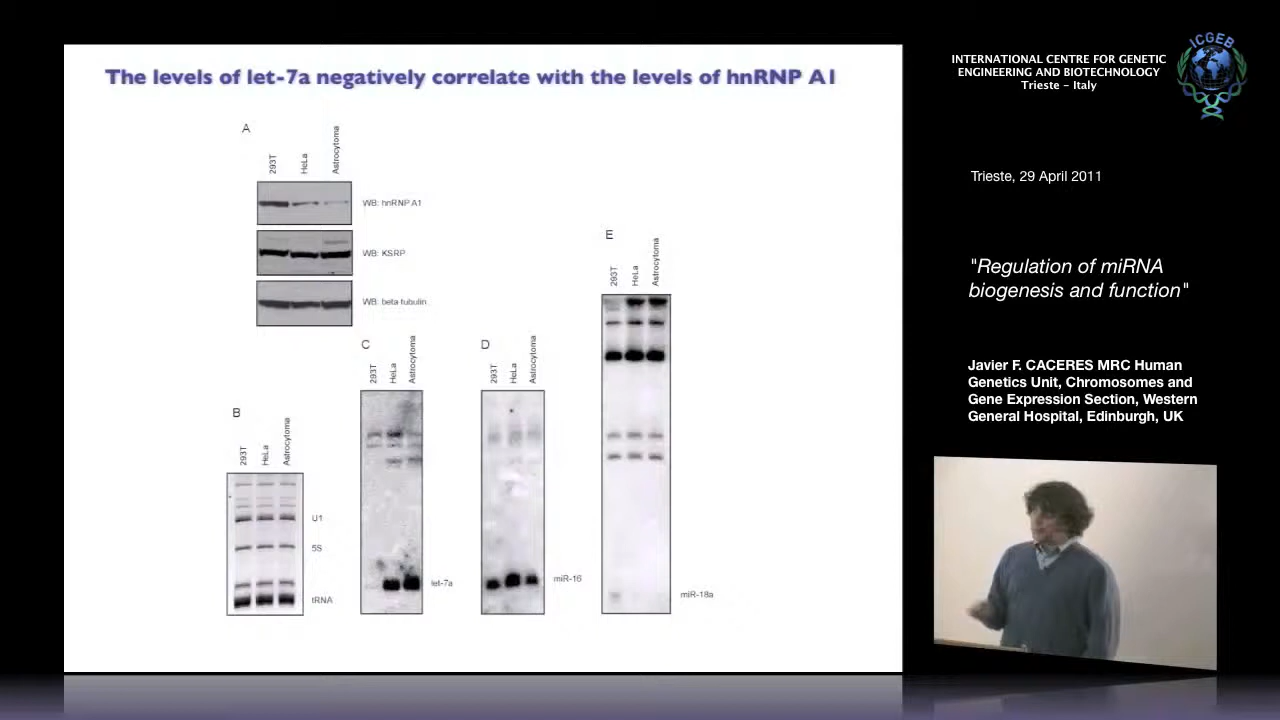 The levels of let-7a negatively correlate with the levels of hnRNP A1
A
293T
HeLa
Astrocytoma
WB: hnRNP A1
WB: KSRP
WB: beta tubulin
B
293T
HeLa
Astrocytoma
U1
5S
tRNA
C
293T
HeLa
Astrocytoma
let-7a
D
293T
HeLa
Astrocytoma
miR-16
E
293T
HeLa
Astrocytoma
miR-18a
INTERNATIONAL CENTRE FOR GENETIC
ENGINEERING AND BIOTECHNOLOGY
Trieste - Italy
ICGEB
Trieste, 29 April 2011
"Regulation of miRNA
biogenesis and function"
Javier F. CACERES MRC Human
Genetics Unit, Chromosomes and
Gene Expression Section, Western
General Hospital, Edinburgh, UK